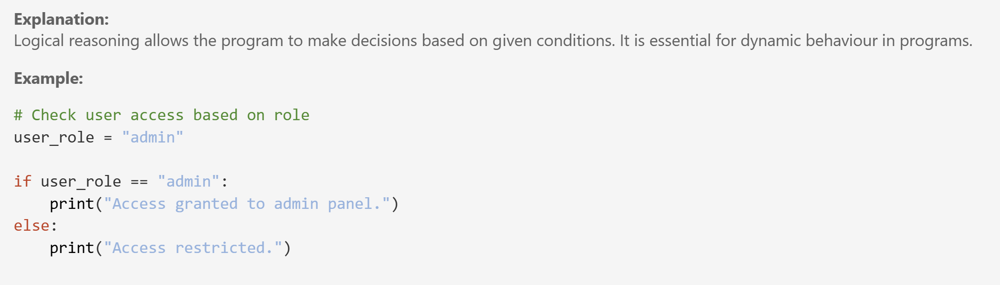 Explanation:
Logical reasoning allows the program to make decisions based on given conditions. It is essential for dynamic behaviour in programs.
Example:
# Check user access based on role
user_role = "admin"
if user_role == "admin":
    print("Access granted to admin panel.")
else:
    print("Access restricted.")